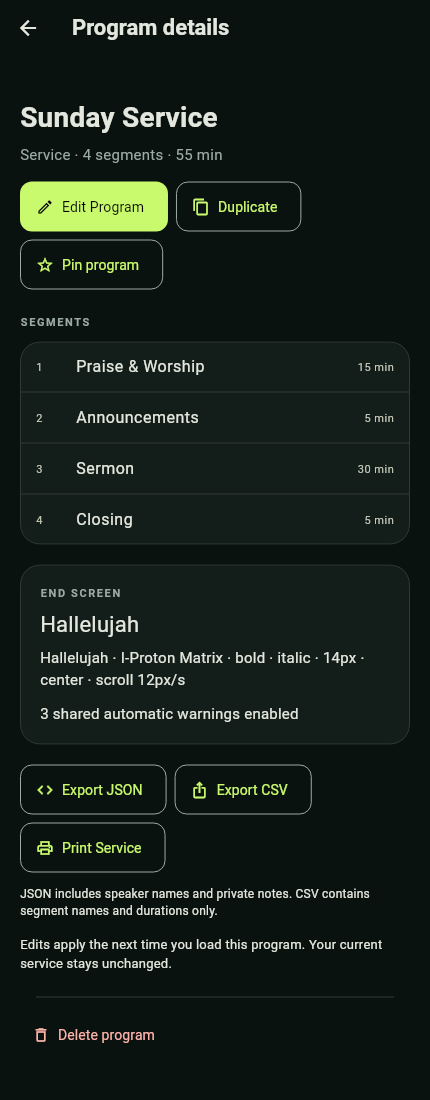 Program details
Sunday Service
Service · 4 segments · 55 min
Edit Program
Duplicate
Pin program
SEGMENTS
1 Praise & Worship 15 min
2 Announcements 5 min
3 Sermon 30 min
4 Closing 5 min
END SCREEN
Hallelujah
Hallelujah · I-Proton Matrix · bold · italic · 14px ·
center · scroll 12px/s
3 shared automatic warnings enabled
Export JSON
Export CSV
Print Service
JSON includes speaker names and private notes. CSV contains
segment names and durations only.
Edits apply the next time you load this program. Your current
service stays unchanged.
Delete program